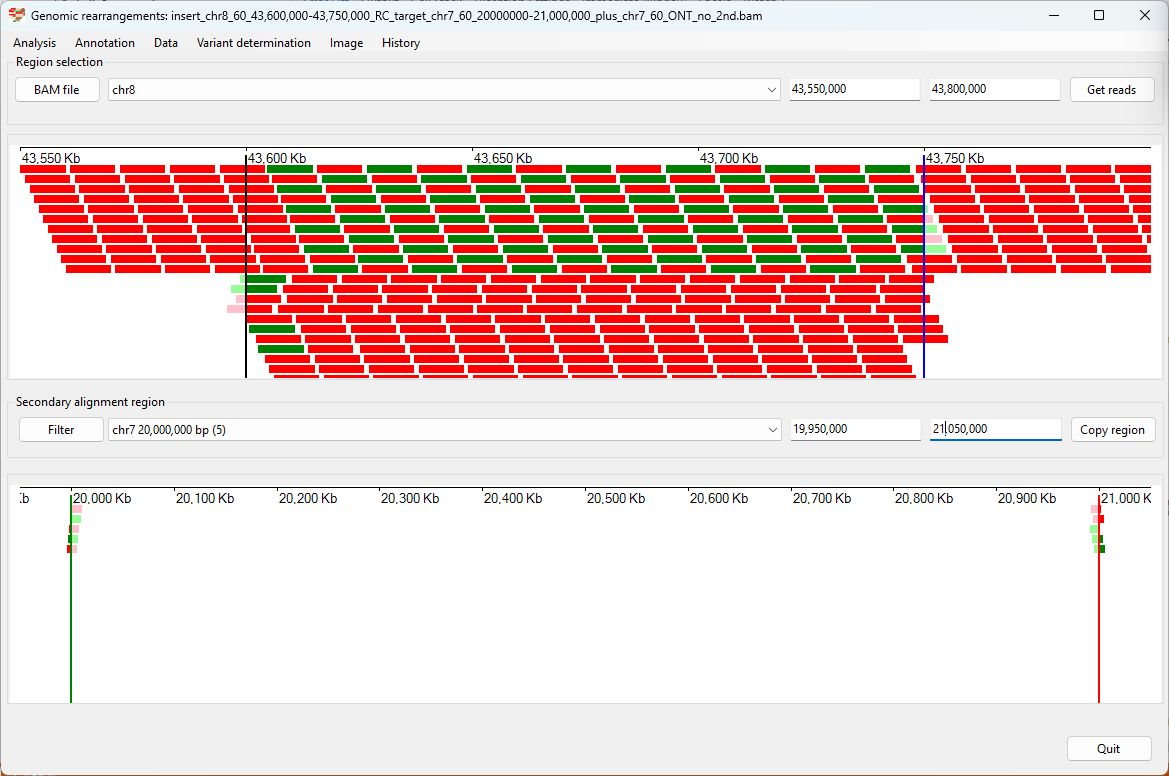 Genomic rearrangements: insert_chr8_60_43,600,000-43,750,000_RC_target_chr7_60_20000000-21,000,000_plus_chr7_60_ONT_no_2nd.bam
Analysis Annotation Data Variant determination Image History
Region selection
BAM file chr8 43,550,000 43,800,000 Get reads
43,550 Kb 43,600 Kb 43,650 Kb 43,700 Kb 43,750 Kb
Secondary alignment region
Filter chr7 20,000,000 bp (5) 19,950,000 21,050,000 Copy region
Kb 20,000 Kb 20,100 Kb 20,200 Kb 20,300 Kb 20,400 Kb 20,500 Kb 20,600 Kb 20,700 Kb 20,800 Kb 20,900 Kb 21,000 K
Quit